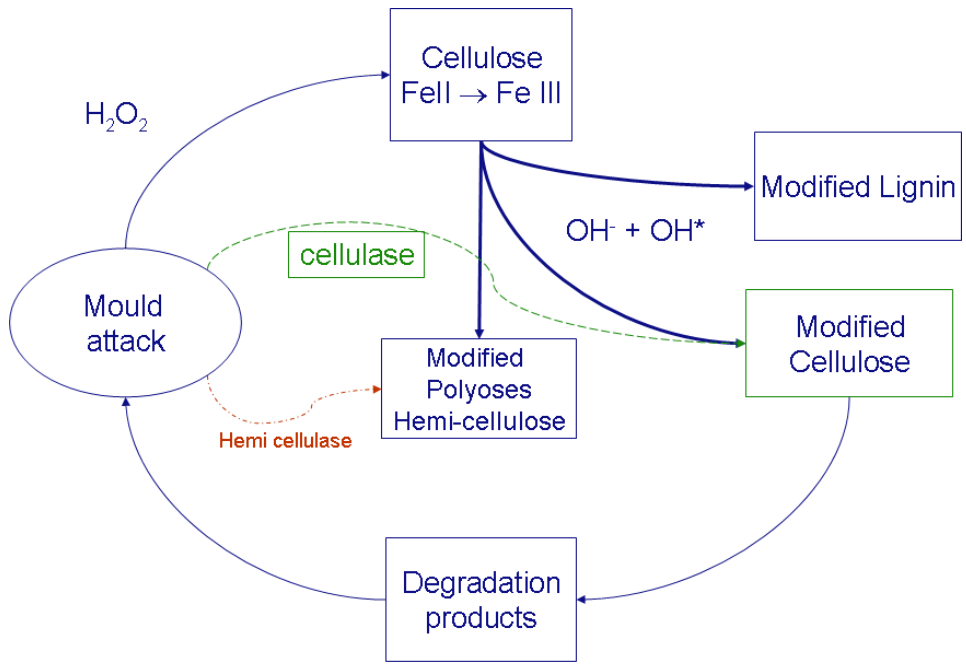 Cellulose
FeII → Fe III
H₂O₂
Modified Lignin
OH⁻ + OH*
cellulase
Mould
attack
Modified
Cellulose
Modified
Polyoses
Hemi-cellulose
Hemi cellulase
Degradation
products